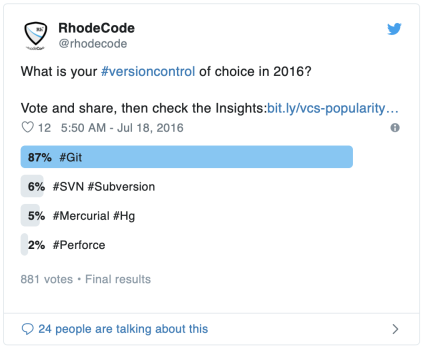 RhodeCode
@rhodecode
What is your #versioncontrol of choice in 2016?
Vote and share, then check the Insights:bit.ly/vcs-popularity…
12 5:50 AM - Jul 18, 2016
87% #Git
6% #SVN #Subversion
5% #Mercurial #Hg
2% #Perforce
881 votes • Final results
24 people are talking about this